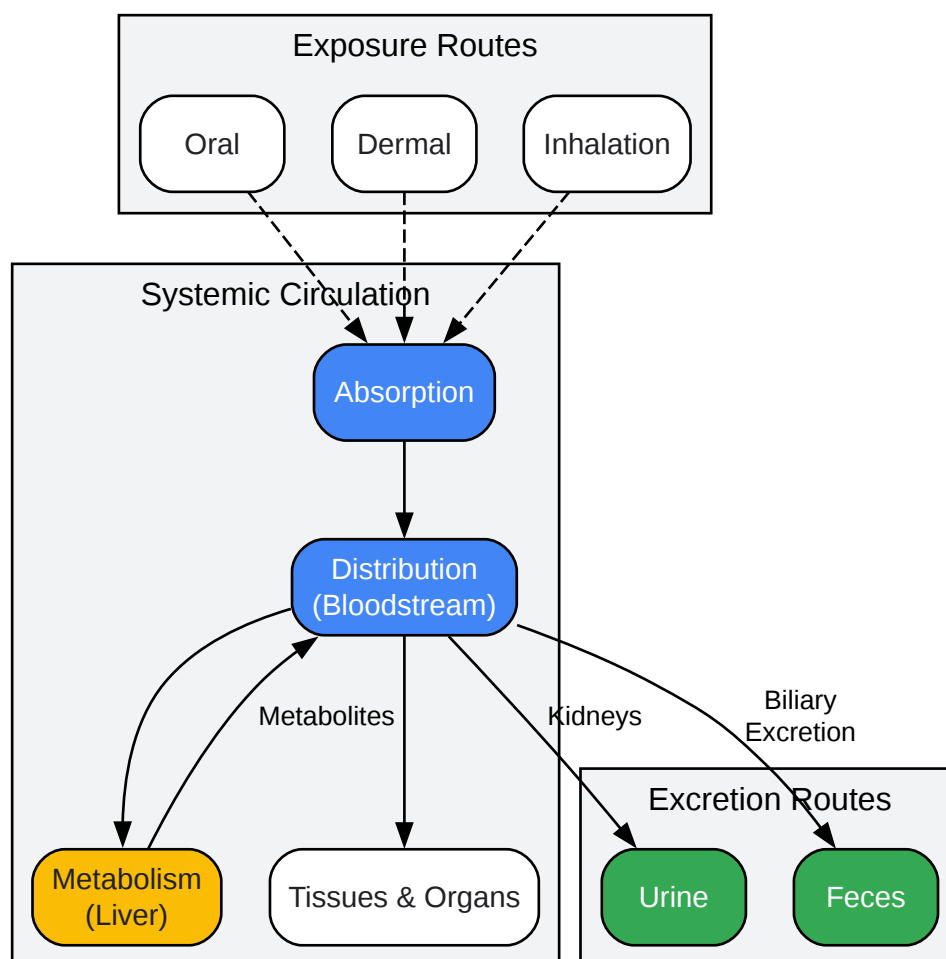 Exposure Routes
Oral
Dermal
Inhalation
Systemic Circulation
Absorption
Distribution
(Bloodstream)
Metabolites
Kidneys
Biliary
Excretion
Excretion Routes
Metabolism
(Liver)
Tissues & Organs
Urine
Feces